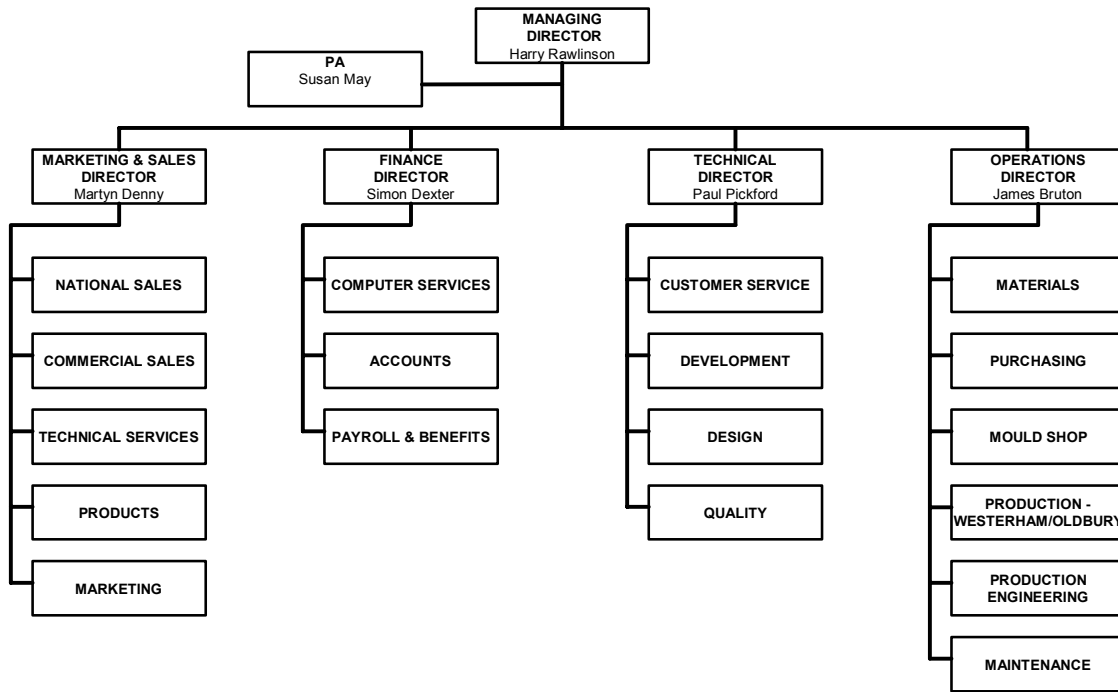 MANAGING
DIRECTOR
Harry Rawlinson
PA
Susan May
MARKETING & SALES
DIRECTOR
Martyn Denny
FINANCE
DIRECTOR
Simon Dexter
TECHNICAL
DIRECTOR
Paul Pickford
OPERATIONS
DIRECTOR
James Bruton
NATIONAL SALES
COMMERCIAL SALES
TECHNICAL SERVICES
PRODUCTS
MARKETING
COMPUTER SERVICES
ACCOUNTS
PAYROLL & BENEFITS
CUSTOMER SERVICE
DEVELOPMENT
DESIGN
QUALITY
MATERIALS
PURCHASING
MOULD SHOP
PRODUCTION -
WESTERHAM/OLDBURY
PRODUCTION
ENGINEERING
MAINTENANCE